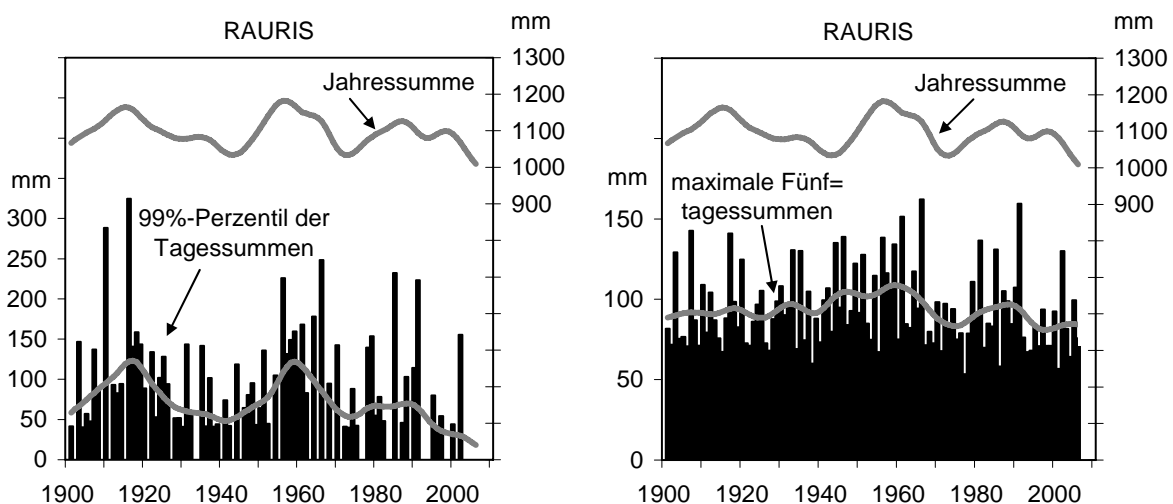 RAURIS
mm
1300
1200
1100
1000
900
Jahressumme
mm
300
250
200
150
100
50
0
99%-Perzentil der
Tagessummen
1900 1920 1940 1960 1980 2000
RAURIS
mm
1300
1200
1100
1000
900
Jahressumme
mm
150
100
50
0
maximale Fünf=
tagessummen
1900 1920 1940 1960 1980 2000